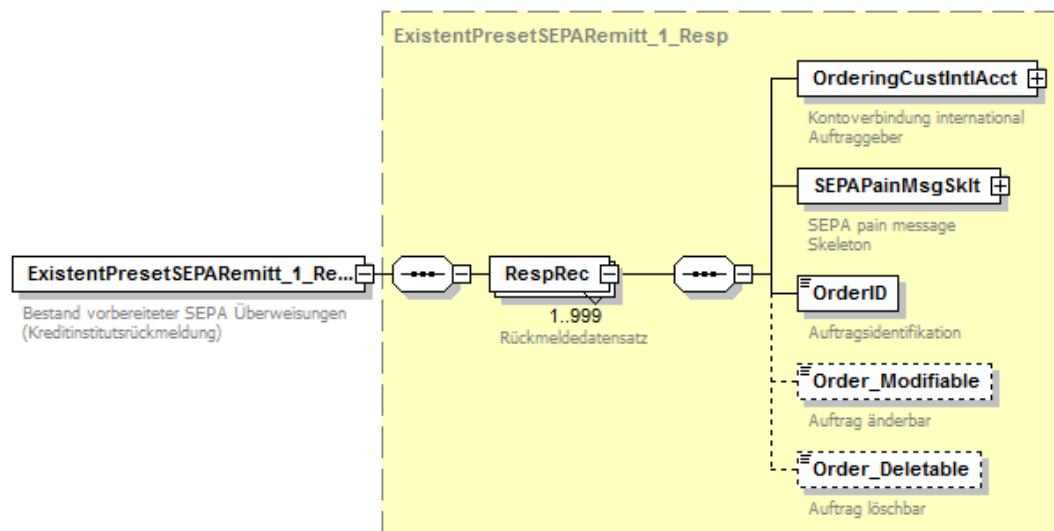 ExistentPresetSEPARemitt_1_Resp
OrderingCustIntlAcct
Kontoverbindung international
Auftraggeber
SEPAPainMsgSklt
SEPA pain message
Skeleton
ExistentPresetSEPARemitt_1_Re...
Bestand vorbereiteter SEPA Überweisungen
(Kreditinstitutsrückmeldung)
RespRec
1..999
Rückmeldedatensatz
OrderID
Auftragsidentifikation
Order_Modifiable
Auftrag änderbar
Order_Deletable
Auftrag löschbar